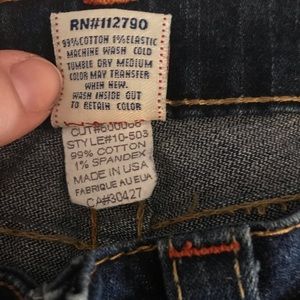 RN#112790
99%COTTON 1%ELASTIC
MACHINE WASH COLD
TUMBLE DRY MEDIUM
COLOR MAY TRANSFER
WHEN NEW.
WASH INSIDE OUT
TO RETAIN COLOR
CUT#600066
STYLE#10-503
99% COTTON
1% SPANDEX
MADE IN USA
FABRIQUE AU EUA
CA#30427